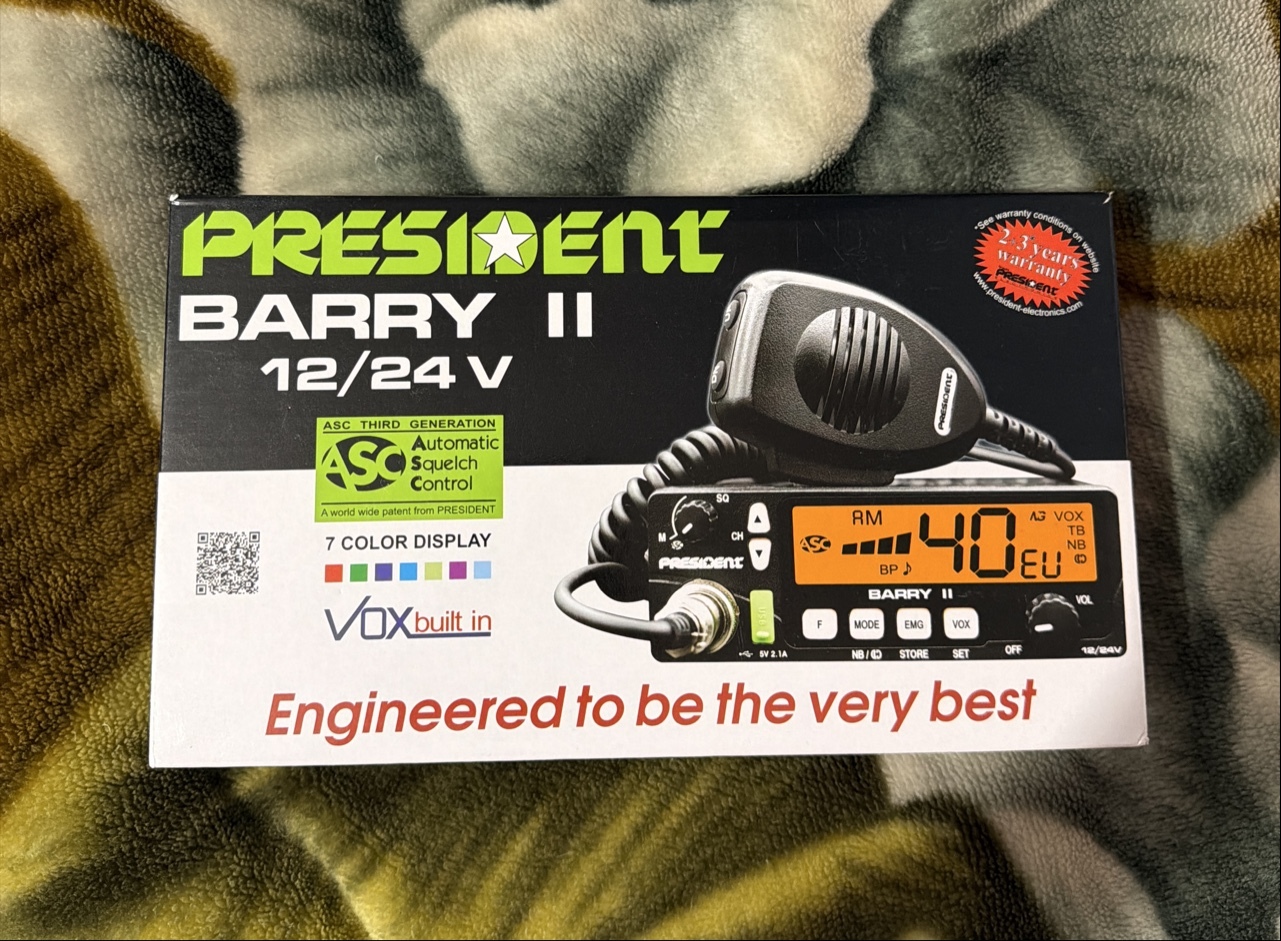 PRESIDENT
BARRY II
12/24 V
*See warranty conditions on website
2-3 years
warranty
PRESIDENT
www.president-electronics.com
ASC THIRD GENERATION
ASC
Automatic
Squelch
Control
A world wide patent from PRESIDENT
7 COLOR DISPLAY
VOX built in
PRESIDENT
SQ
M
CH
▲
▼
PRESIDENT
ASC
RM
40
EU
BP ♪
VOX
TB
NB
BARRY II
F
MODE
EMG
VOX
NB/
STORE
SET
OFF
VOL
12/24V
USB
5V 2.1A
Engineered to be the very best